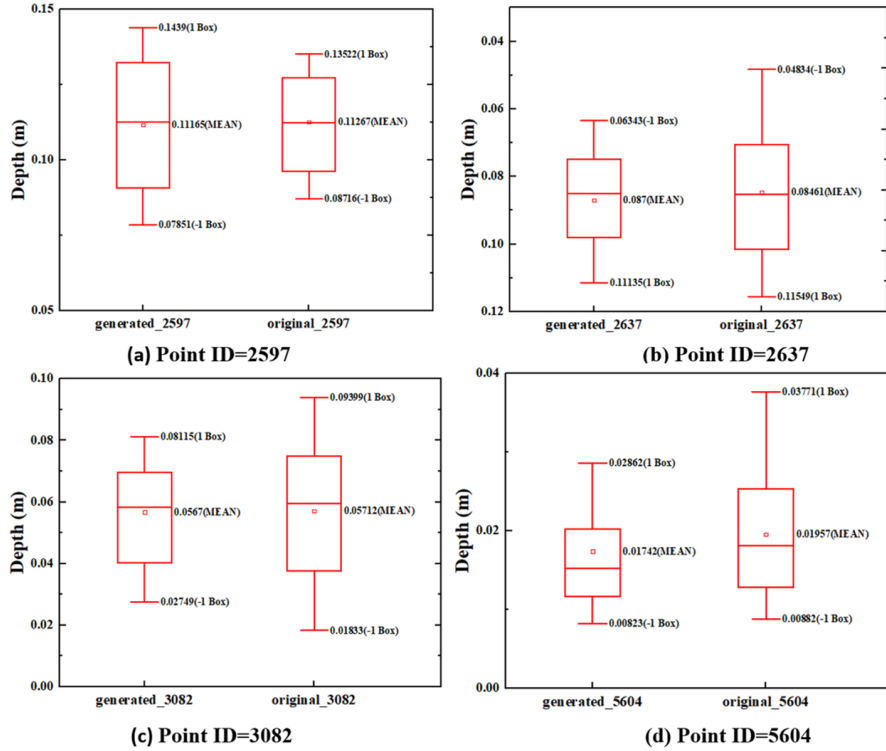 0.15
0.1439(1 Box)
0.13522(1 Box)
0.10
Depth (m)
0.11165(MEAN)
0.11267(MEAN)
0.07851(-1 Box)
0.08716(-1 Box)
0.05
generated_2597
original_2597
(a) Point ID=2597
0.04
0.04834(-1 Box)
0.06
0.06343(-1 Box)
Depth (m)
0.08
0.087(MEAN)
0.08461(MEAN)
0.10
0.11135(1 Box)
0.11549(1 Box)
0.12
generated_2637
original_2637
(b) Point ID=2637
0.10
0.09399(1 Box)
0.08
0.08115(1 Box)
0.06
Depth (m)
0.0567(MEAN)
0.05712(MEAN)
0.04
0.02749(-1 Box)
0.02
0.01833(-1 Box)
0.00
generated_3082
original_3082
(c) Point ID=3082
0.04
0.03771(1 Box)
0.02862(1 Box)
0.02
Depth (m)
0.01742(MEAN)
0.01957(MEAN)
0.00823(-1 Box)
0.00882(-1 Box)
0.00
generated_5604
original_5604
(d) Point ID=5604